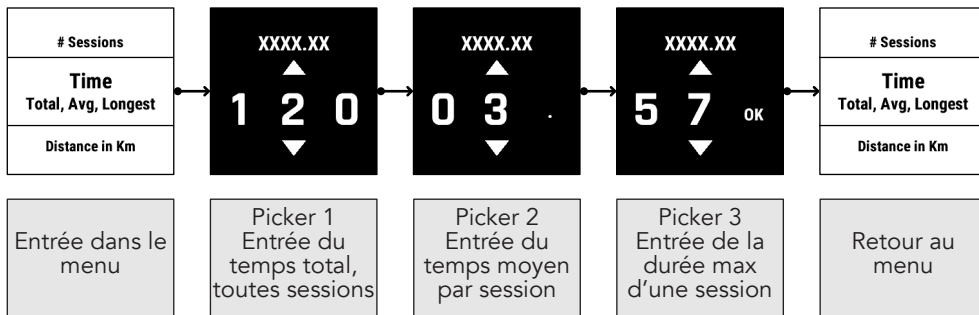 # Sessions
Time
Total, Avg, Longest
Distance in Km
XXXX.XX
1 2 0
XXXX.XX
0 3 .
XXXX.XX
5 7 OK
# Sessions
Time
Total, Avg, Longest
Distance in Km
Entrée dans le
menu
Picker 1
Entrée du
temps total,
toutes sessions
Picker 2
Entrée du
temps moyen
par session
Picker 3
Entrée de la
durée max
d’une session
Retour au
menu